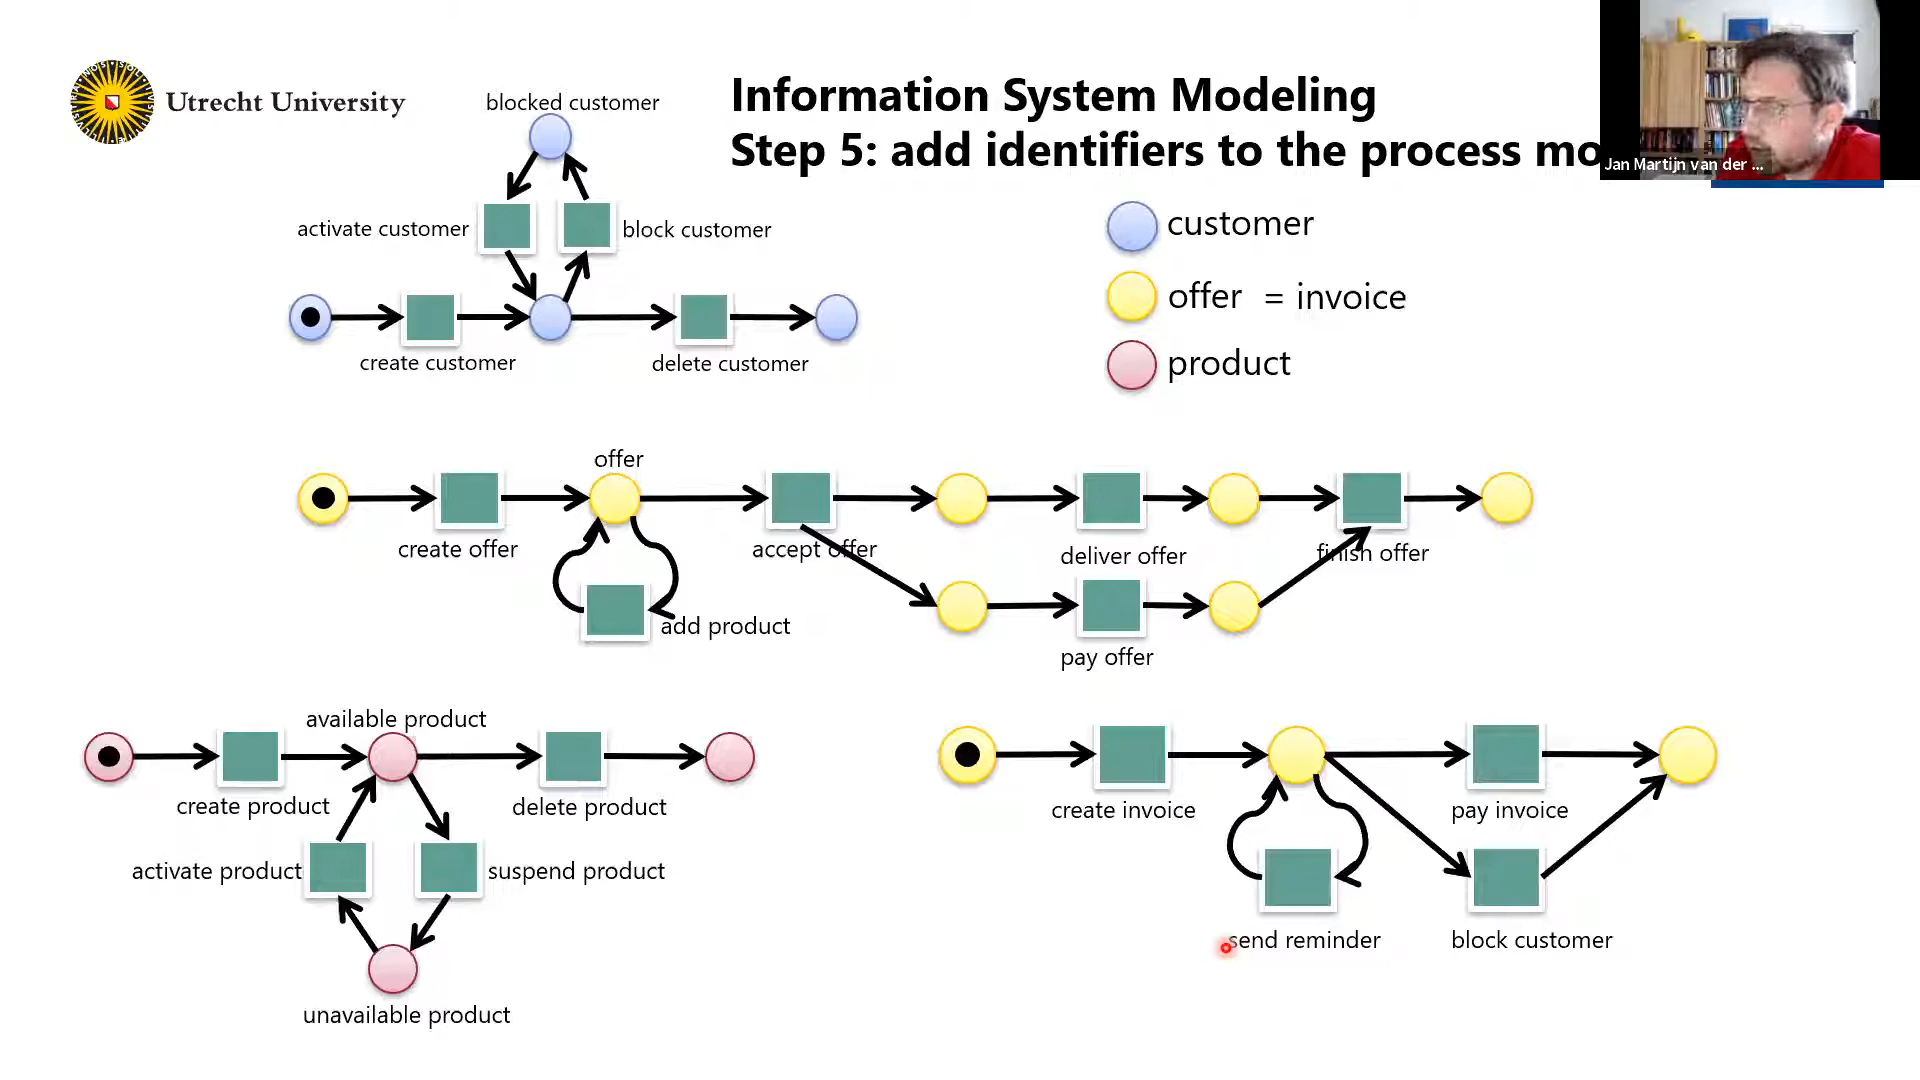 Utrecht University
blocked customer
Information System Modeling
Step 5: add identifiers to the process mo
Jan Martijn van der ...
activate customer
block customer
create customer
delete customer
customer
offer = invoice
product
offer
create offer
accept offer
deliver offer
finish offer
add product
pay offer
available product
create product
delete product
activate product
suspend product
unavailable product
create invoice
pay invoice
send reminder
block customer